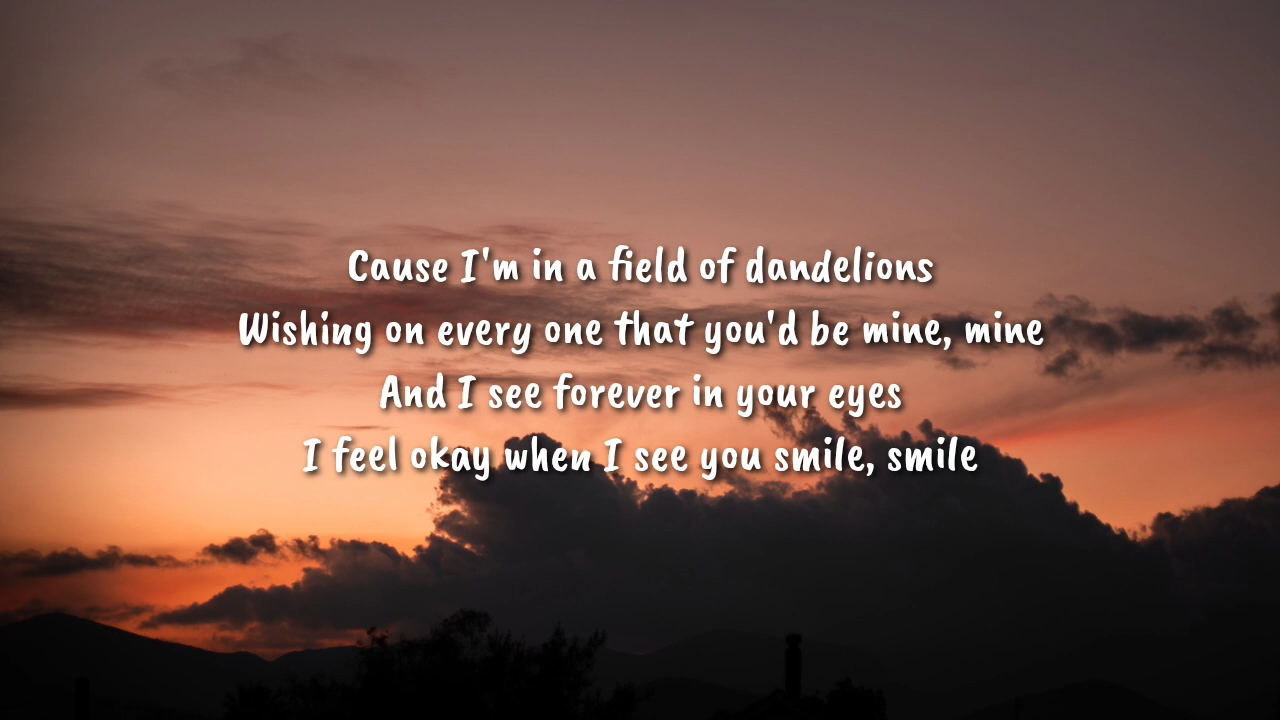 Cause I'm in a field of dandelions
Wishing on every one that you'd be mine, mine
And I see forever in your eyes
I feel okay when I see you smile, smile